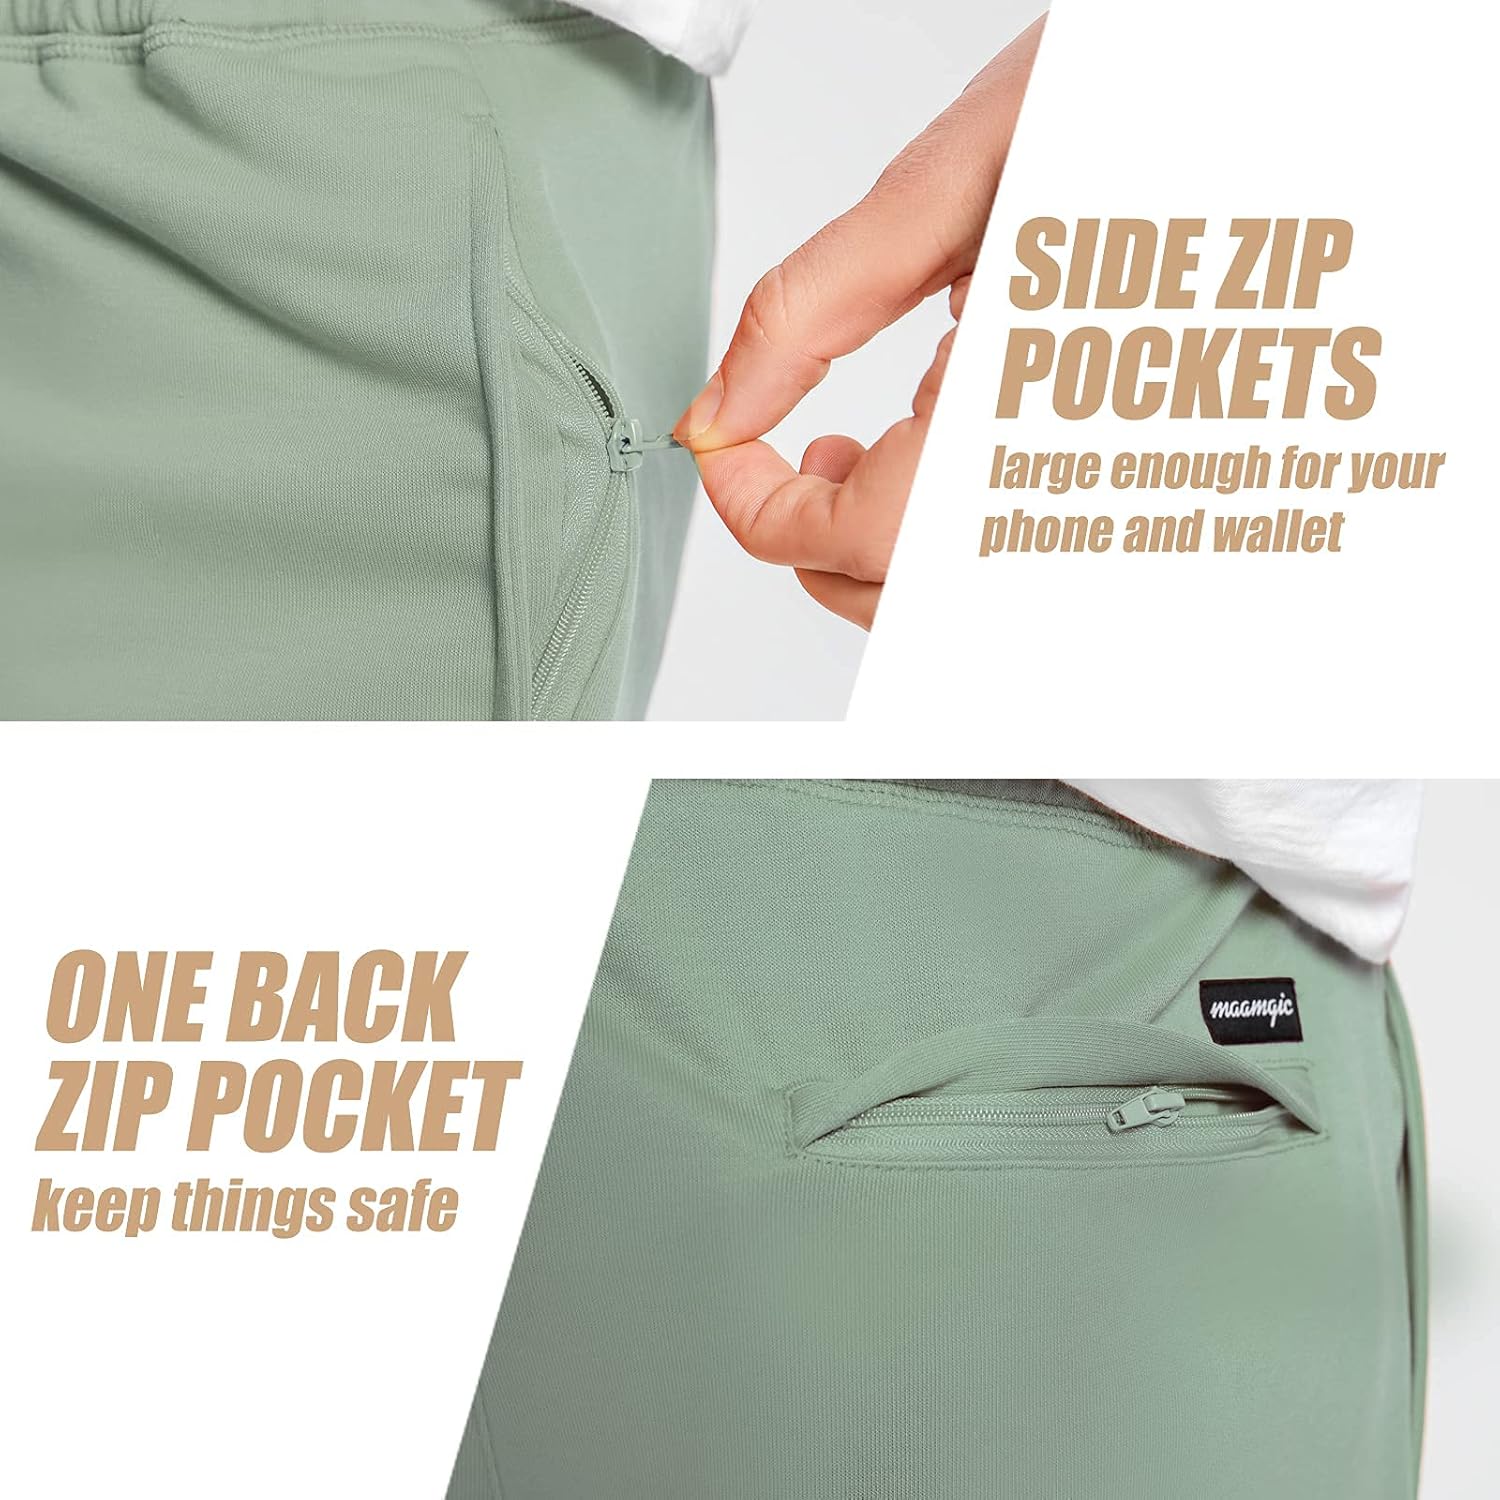 SIDE ZIP
POCKETS
large enough for your
phone and wallet
ONE BACK
ZIP POCKET
keep things safe
maamgic